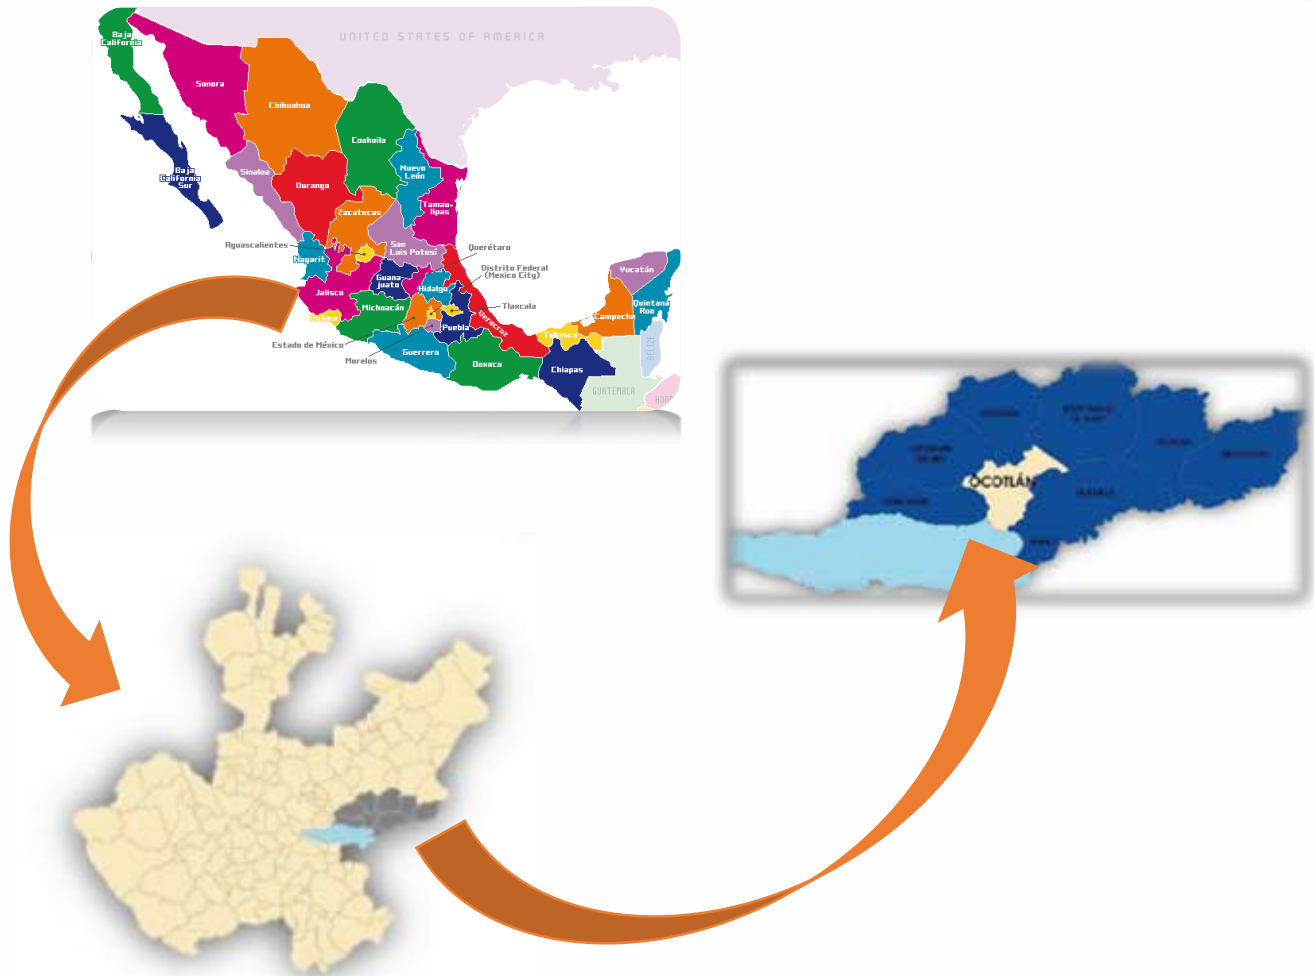 UNITED STATES OF AMERICA
Baja
California
Sonora
Chihuahua
Coahuila
Baja
California
Sur
Sinaloa
Durango
Nuevo
León
Zacatecas
Tamau-
lipas
Aguascalientes
San
Luis Potosí
Querétaro
Nayarit
Distrito Federal
(Mexico City)
Yucatán
Guana-
juato
Hidalgo
Jalisco
Michoacán
Tlaxcala
Quintana
Roo
Campeche
Colima
Veracruz
Puebla
Tabasco
Estado de México
Morelos
Guerrero
Oaxaca
Chiapas
BELIZE
GUATEMALA
HOND
OCOTLÁN